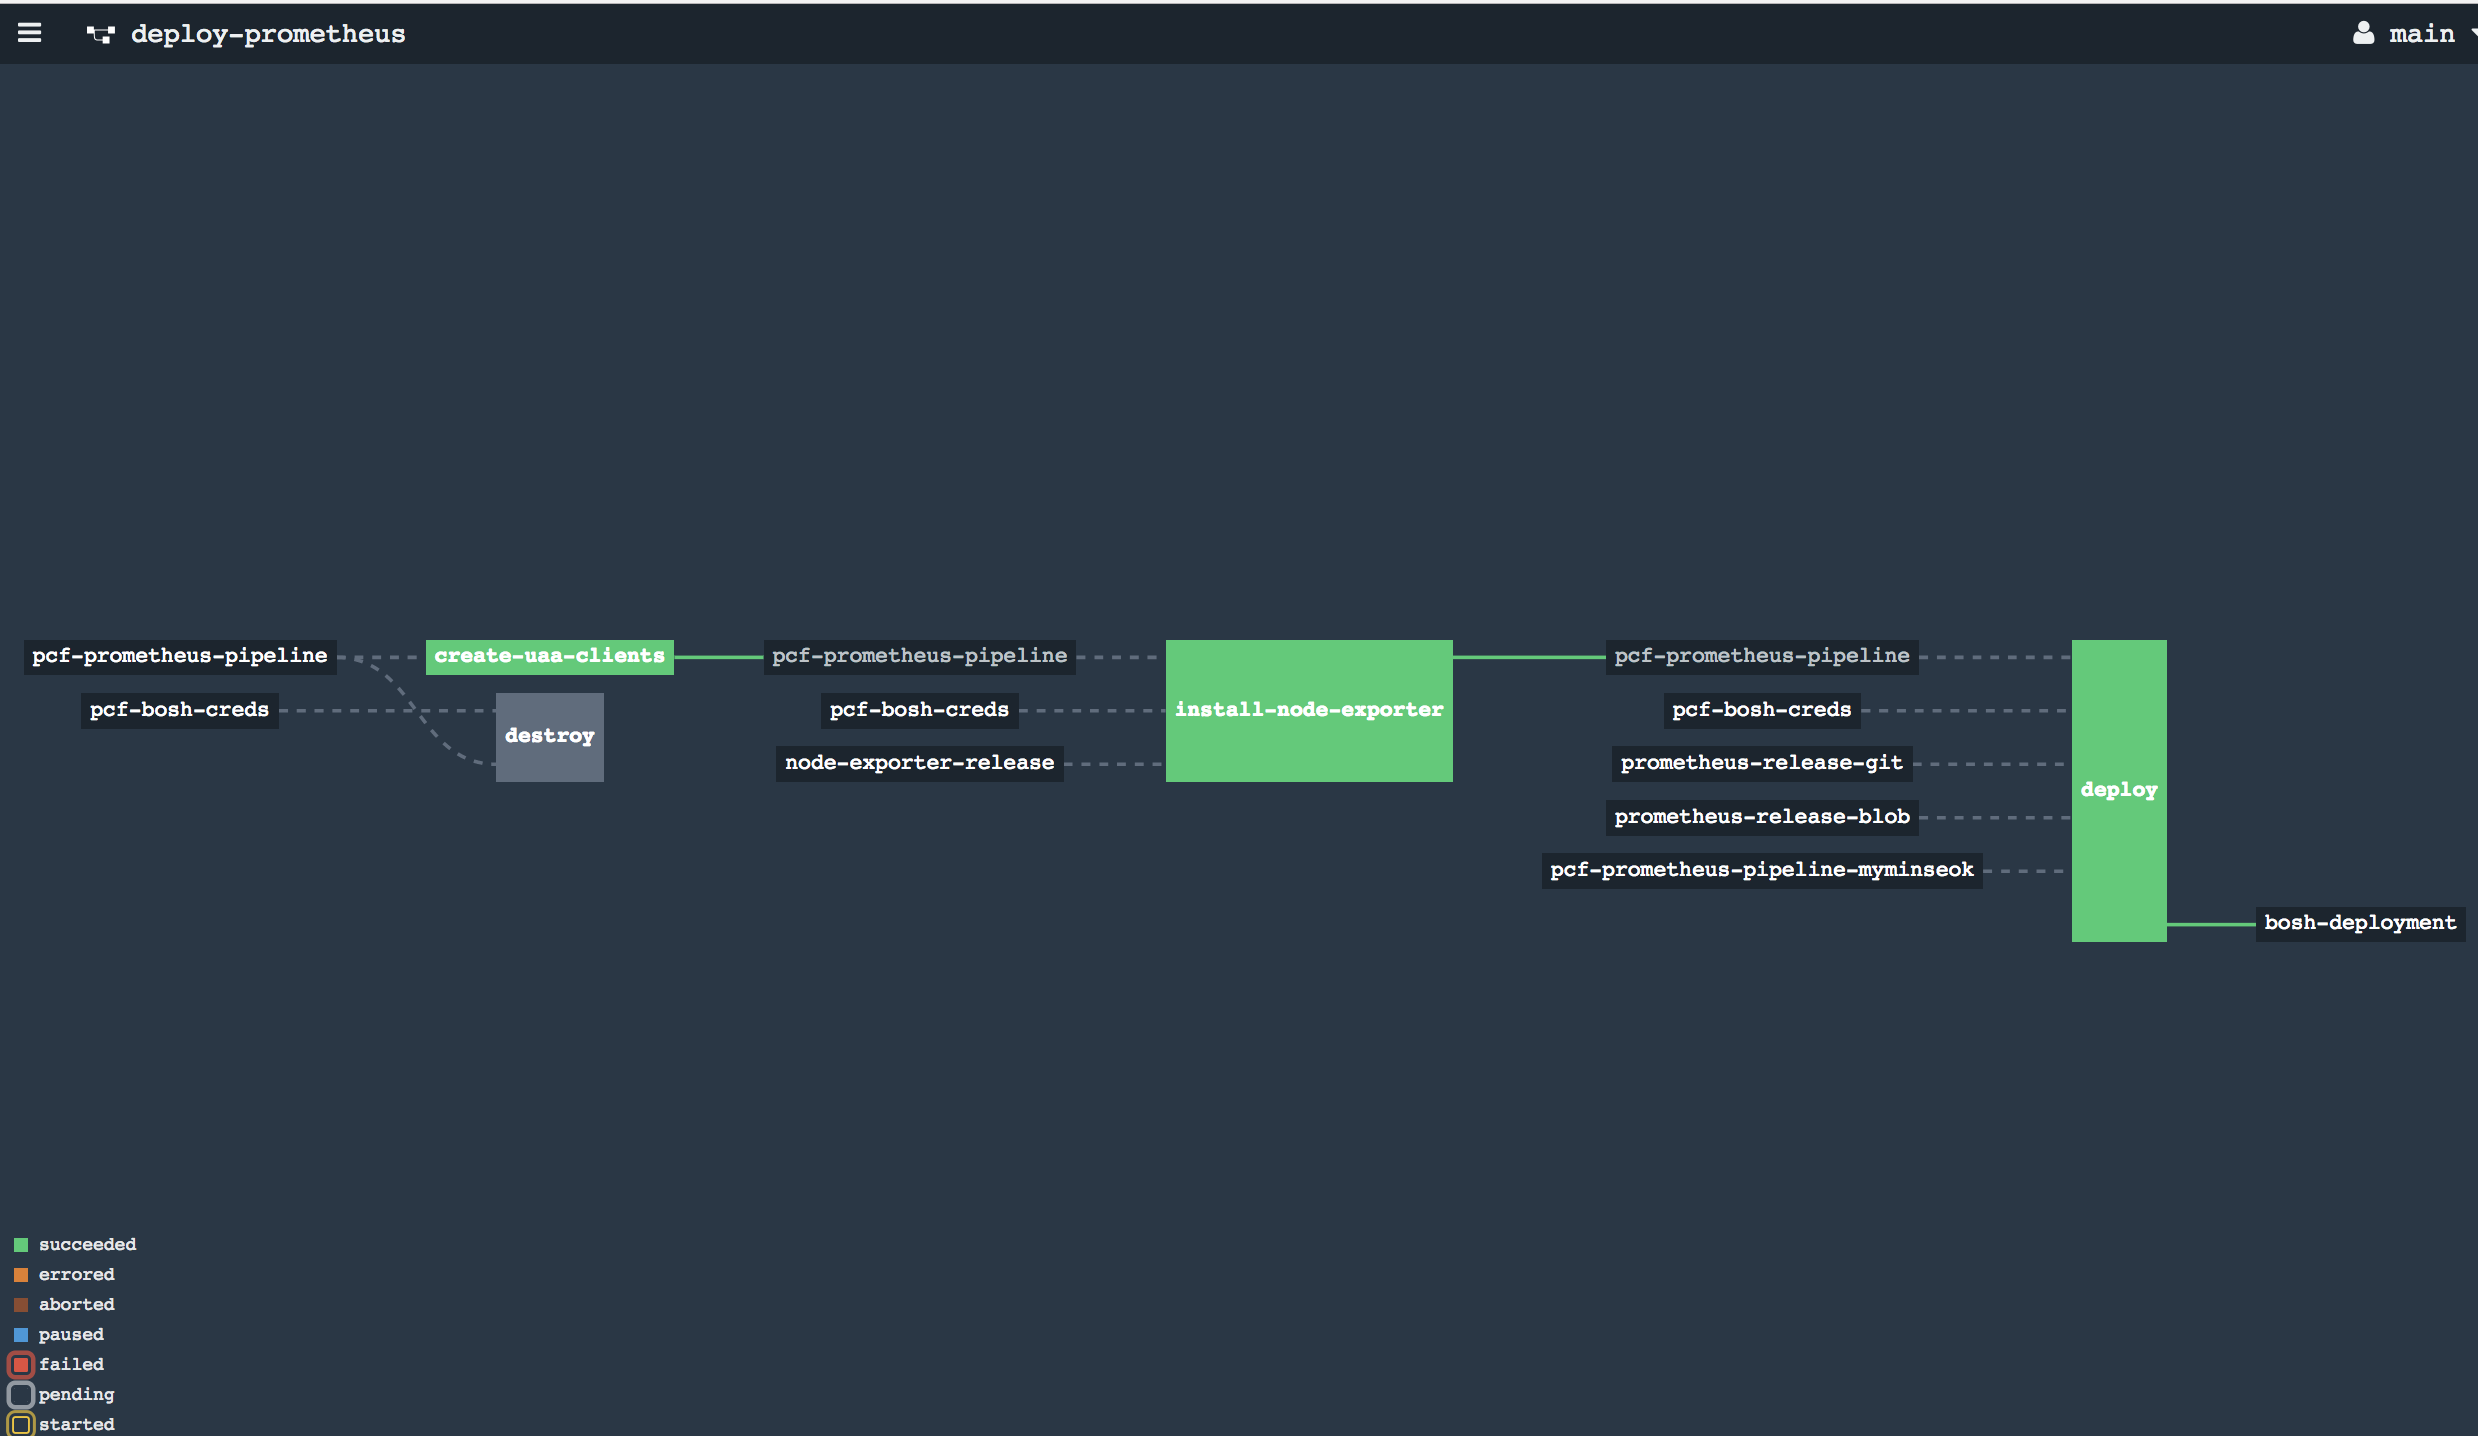 deploy-prometheus
main
pcf-prometheus-pipeline
create-uaa-clients
pcf-prometheus-pipeline
install-node-exporter
pcf-prometheus-pipeline
deploy
pcf-bosh-creds
destroy
pcf-bosh-creds
pcf-bosh-creds
node-exporter-release
prometheus-release-git
prometheus-release-blob
pcf-prometheus-pipeline-myminseok
bosh-deployment
succeeded
errored
aborted
paused
failed
pending
started